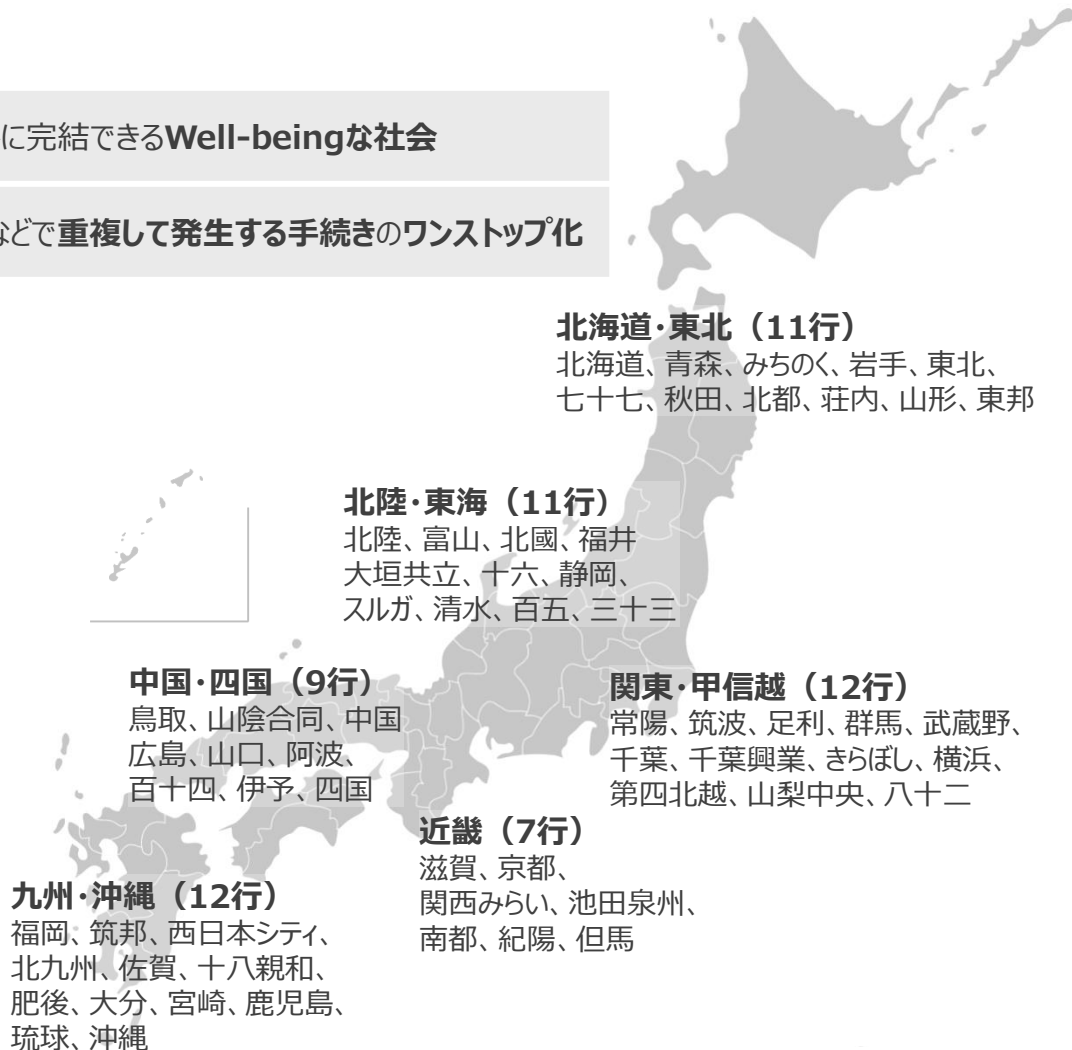 に完結できるWell-beingな社会
などで重複して発生する手続きのワンストップ化
北海道・東北（11行）
北海道、青森、みちのく、岩手、東北、
七十七、秋田、北都、荘内、山形、東邦
北陸・東海（11行）
北陸、富山、北國、福井
大垣共立、十六、静岡、
スルガ、清水、百五、三十三
中国・四国（9行）
鳥取、山陰合同、中国
広島、山口、阿波、
百十四、伊予、四国
関東・甲信越（12行）
常陽、筑波、足利、群馬、武蔵野、
千葉、千葉興業、きらぼし、横浜、
第四北越、山梨中央、八十二
近畿（7行）
滋賀、京都、
関西みらい、池田泉州、
南都、紀陽、但馬
九州・沖縄（12行）
福岡、筑邦、西日本シティ、
北九州、佐賀、十八親和、
肥後、大分、宮崎、鹿児島、
琉球、沖縄